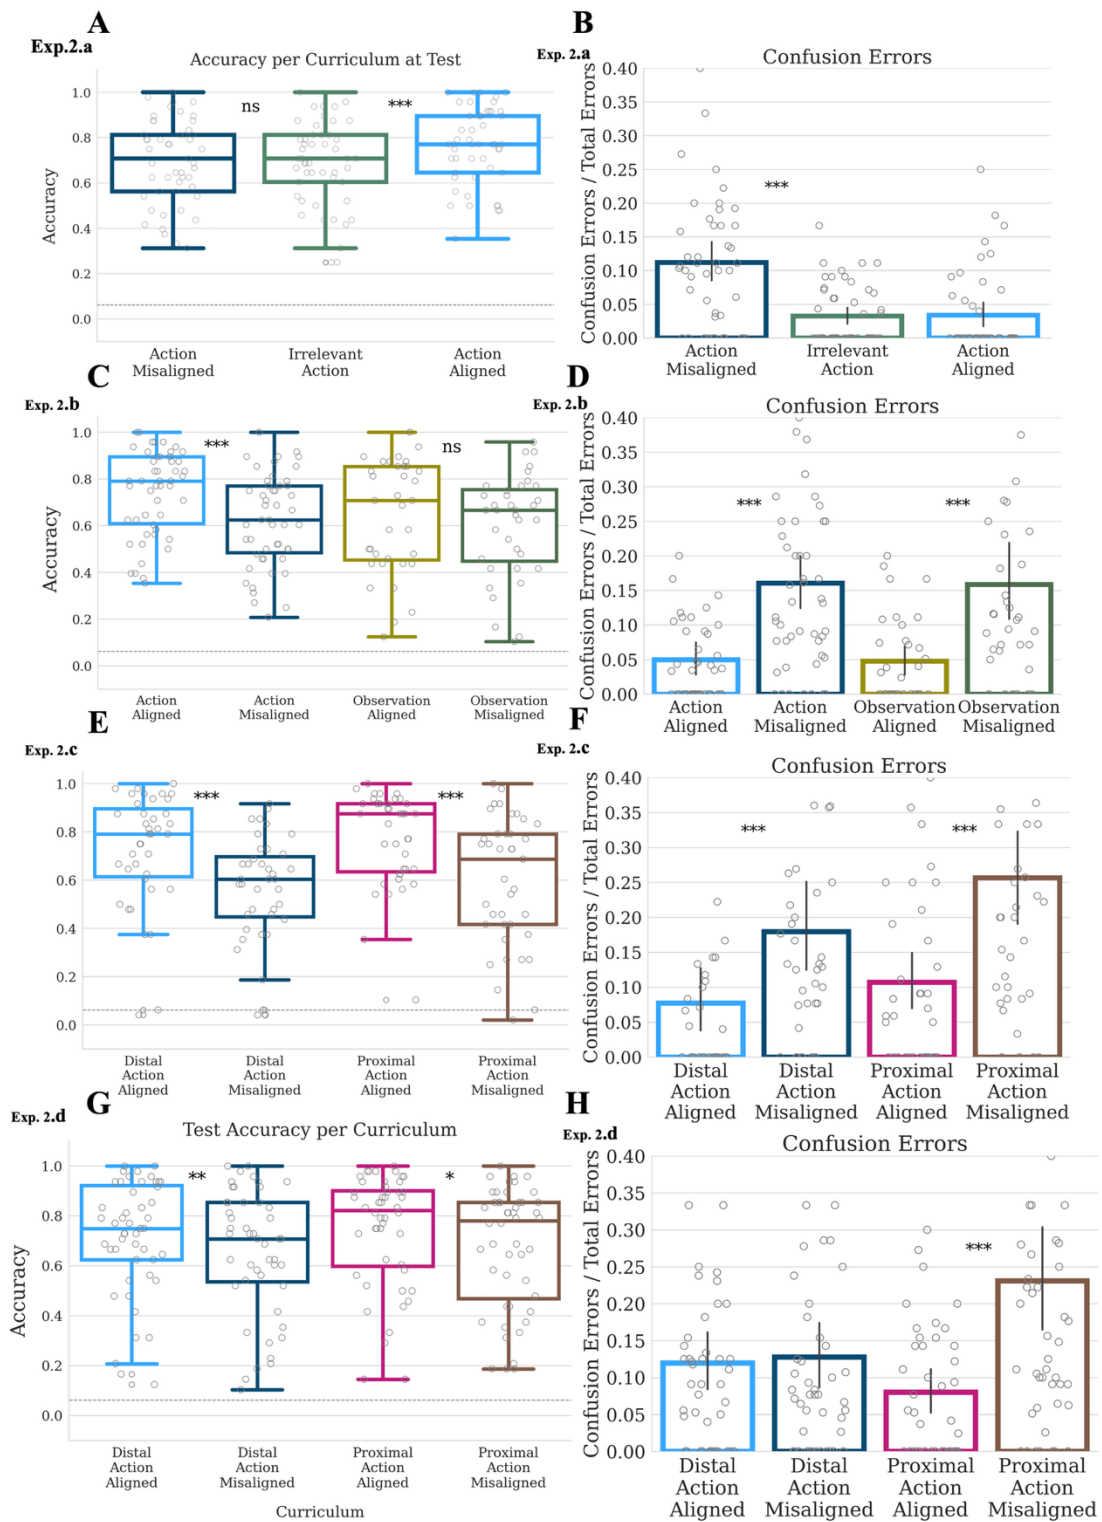 A
Exp.2.a
Accuracy per Curriculum at Test
1.0
0.8
0.6
0.4
0.2
0.0
Accuracy
ns
***
Action
Misaligned
Irrelevant
Action
Action
Aligned
B
Exp. 2.a
Confusion Errors
0.40
0.35
0.30
0.25
0.20
0.15
0.10
0.05
0.00
Confusion Errors / Total Errors
***
Action
Misaligned
Irrelevant
Action
Action
Aligned
C
Exp. 2.b
1.0
0.8
0.6
0.4
0.2
0.0
Accuracy
***
ns
Action
Aligned
Action
Misaligned
Observation
Aligned
Observation
Misaligned
D
Exp. 2.b
Confusion Errors
0.40
0.35
0.30
0.25
0.20
0.15
0.10
0.05
0.00
Confusion Errors / Total Errors
***
***
Action
Aligned
Action
Misaligned
Observation
Aligned
Observation
Misaligned
E
Exp. 2.c
1.0
0.8
0.6
0.4
0.2
0.0
***
***
Distal
Action
Aligned
Distal
Action
Misaligned
Proximal
Action
Aligned
Proximal
Action
Misaligned
F
Exp. 2.c
Confusion Errors
0.40
0.35
0.30
0.25
0.20
0.15
0.10
0.05
0.00
Confusion Errors / Total Errors
***
***
Distal
Action
Aligned
Distal
Action
Misaligned
Proximal
Action
Aligned
Proximal
Action
Misaligned
G
Exp. 2.d
Test Accuracy per Curriculum
1.0
0.8
0.6
0.4
0.2
0.0
Accuracy
**
*
Distal
Action
Aligned
Distal
Action
Misaligned
Proximal
Action
Aligned
Proximal
Action
Misaligned
Curriculum
H
Exp. 2.d
Confusion Errors
0.40
0.35
0.30
0.25
0.20
0.15
0.10
0.05
0.00
Confusion Errors / Total Errors
***
Distal
Action
Aligned
Distal
Action
Misaligned
Proximal
Action
Aligned
Proximal
Action
Misaligned